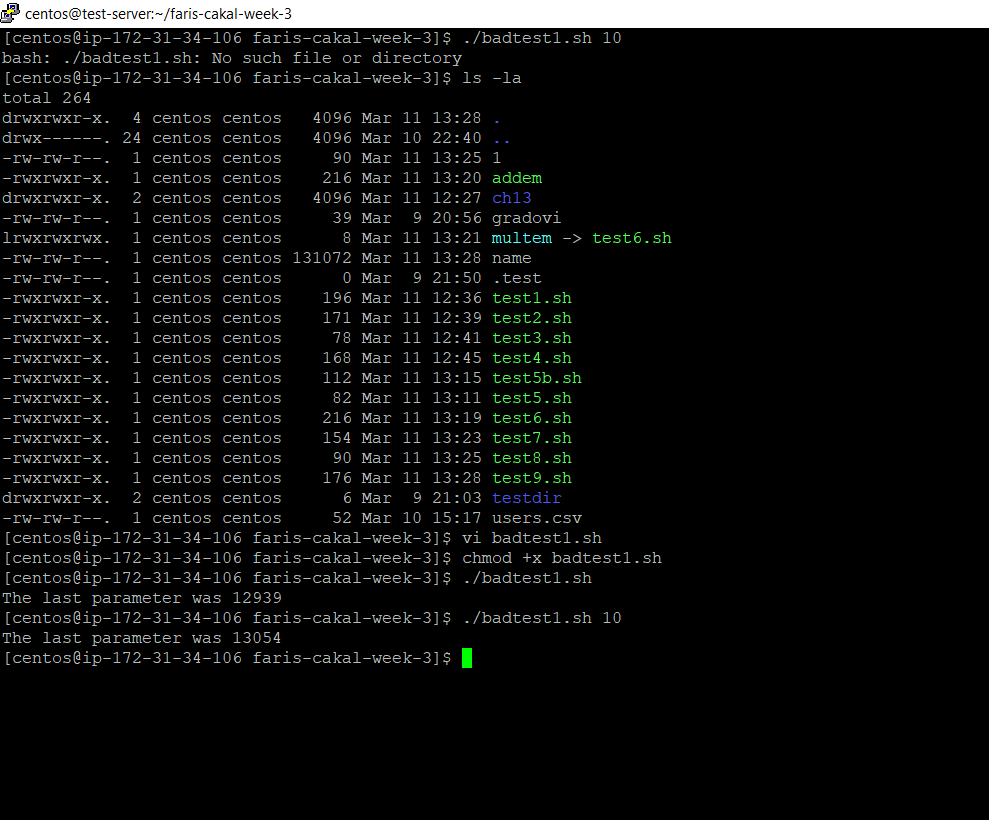 centos@test-server:~/faris-cakal-week-3
[centos@ip-172-31-34-106 faris-cakal-week-3]$ ./badtest1.sh 10
bash: ./badtest1.sh: No such file or directory
[centos@ip-172-31-34-106 faris-cakal-week-3]$ ls -la
total 264
drwxrwxr-x.  4 centos centos   4096 Mar 11 13:28 .
drwx------. 24 centos centos   4096 Mar 10 22:40 ..
-rw-rw-r--.  1 centos centos     90 Mar 11 13:25 1
-rwxrwxr-x.  1 centos centos    216 Mar 11 13:20 addem
drwxrwxr-x.  2 centos centos   4096 Mar 11 12:27 ch13
-rw-rw-r--.  1 centos centos     39 Mar  9 20:56 gradovi
lrwxrwxrwx.  1 centos centos      8 Mar 11 13:21 multem -> test6.sh
-rw-rw-r--.  1 centos centos 131072 Mar 11 13:28 name
-rw-rw-r--.  1 centos centos      0 Mar  9 21:50 .test
-rwxrwxr-x.  1 centos centos    196 Mar 11 12:36 test1.sh
-rwxrwxr-x.  1 centos centos    171 Mar 11 12:39 test2.sh
-rwxrwxr-x.  1 centos centos     78 Mar 11 12:41 test3.sh
-rwxrwxr-x.  1 centos centos    168 Mar 11 12:45 test4.sh
-rwxrwxr-x.  1 centos centos    112 Mar 11 13:15 test5b.sh
-rwxrwxr-x.  1 centos centos     82 Mar 11 13:11 test5.sh
-rwxrwxr-x.  1 centos centos    216 Mar 11 13:19 test6.sh
-rwxrwxr-x.  1 centos centos    154 Mar 11 13:23 test7.sh
-rwxrwxr-x.  1 centos centos     90 Mar 11 13:25 test8.sh
-rwxrwxr-x.  1 centos centos    176 Mar 11 13:28 test9.sh
drwxrwxr-x.  2 centos centos      6 Mar  9 21:03 testdir
-rw-rw-r--.  1 centos centos     52 Mar 10 15:17 users.csv
[centos@ip-172-31-34-106 faris-cakal-week-3]$ vi badtest1.sh
[centos@ip-172-31-34-106 faris-cakal-week-3]$ chmod +x badtest1.sh
[centos@ip-172-31-34-106 faris-cakal-week-3]$ ./badtest1.sh
The last parameter was 12939
[centos@ip-172-31-34-106 faris-cakal-week-3]$ ./badtest1.sh 10
The last parameter was 13054
[centos@ip-172-31-34-106 faris-cakal-week-3]$